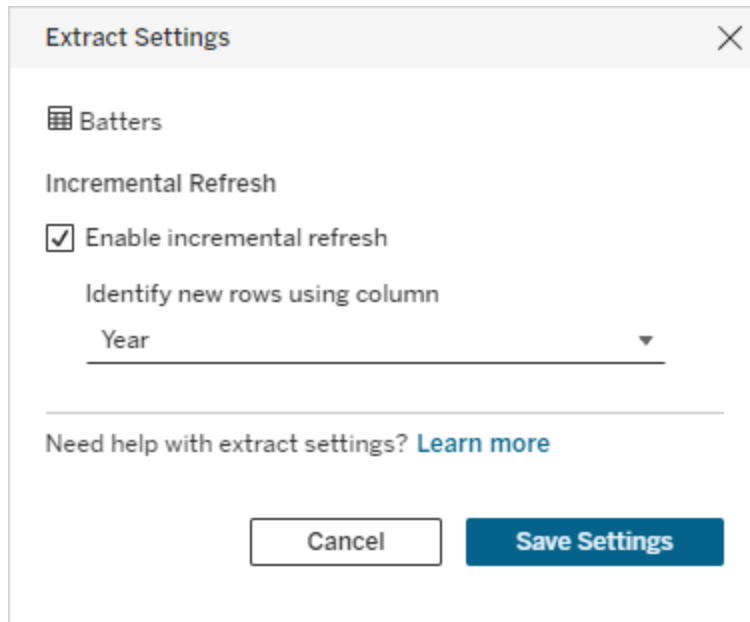 Extract Settings
Batters
Incremental Refresh
Enable incremental refresh
Identify new rows using column
Year
Need help with extract settings? Learn more
Cancel
Save Settings